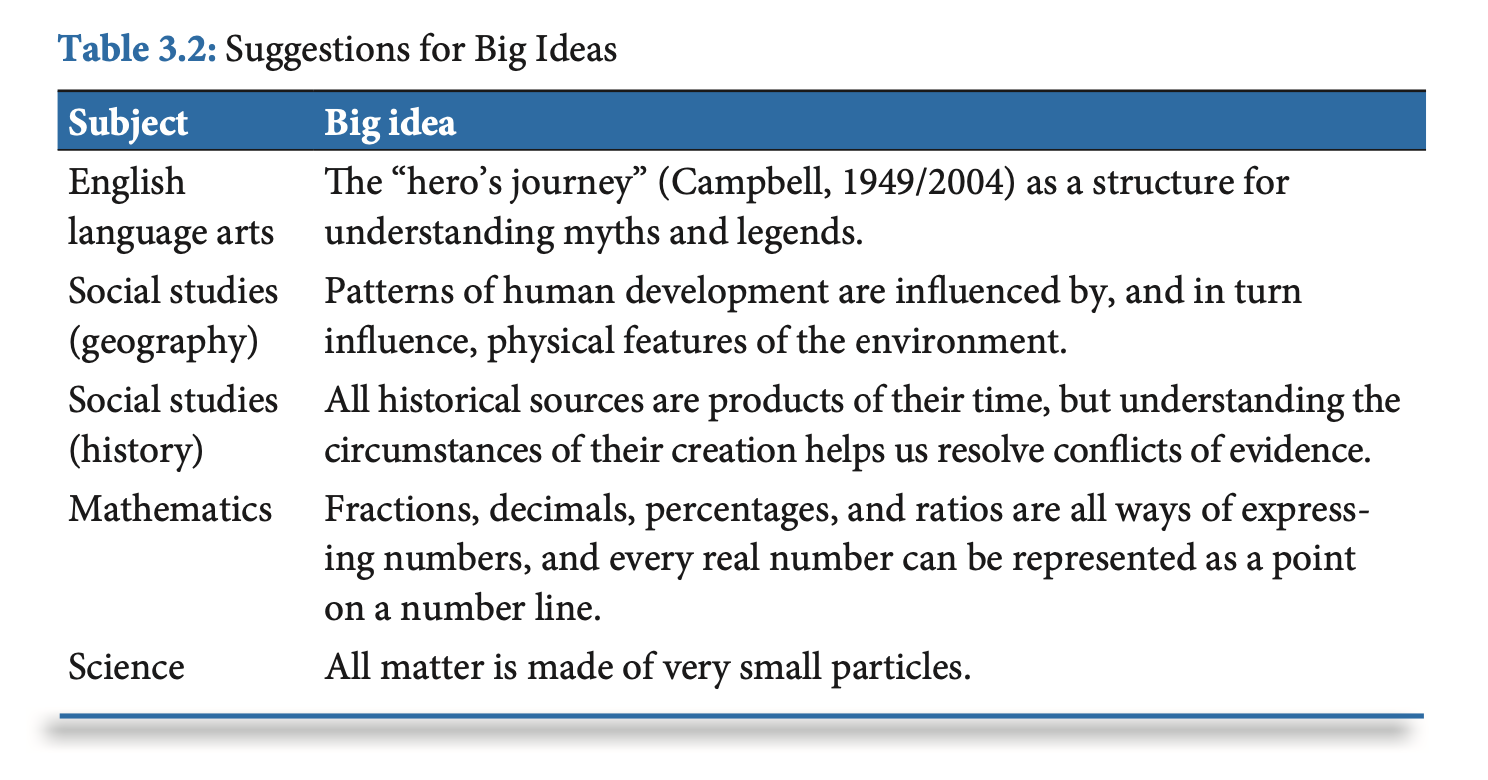 Table 3.2: Suggestions for Big Ideas
Subject Big idea
English The “hero’s journey” (Campbell, 1949/2004) as a structure for
language arts understanding myths and legends.
Social studies Patterns of human development are influenced by, and in turn
(geography) influence, physical features of the environment.
Social studies All historical sources are products of their time, but understanding the
(history) circumstances of their creation helps us resolve conflicts of evidence.
Mathematics Fractions, decimals, percentages, and ratios are all ways of express-
ing numbers, and every real number can be represented as a point
on a number line.
Science All matter is made of very small particles.